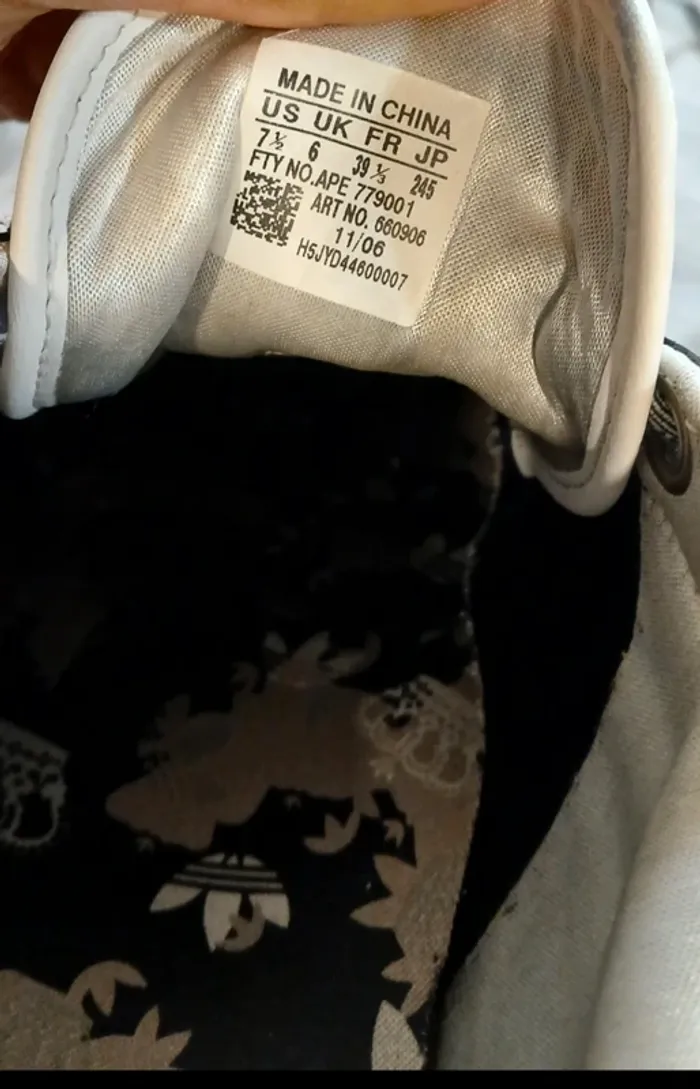 MADE IN CHINA
US UK FR JP
7½ 6 39⅓ 245
FTY NO.APE 779001
ART NO. 660906
11/06
H5JYD44600007